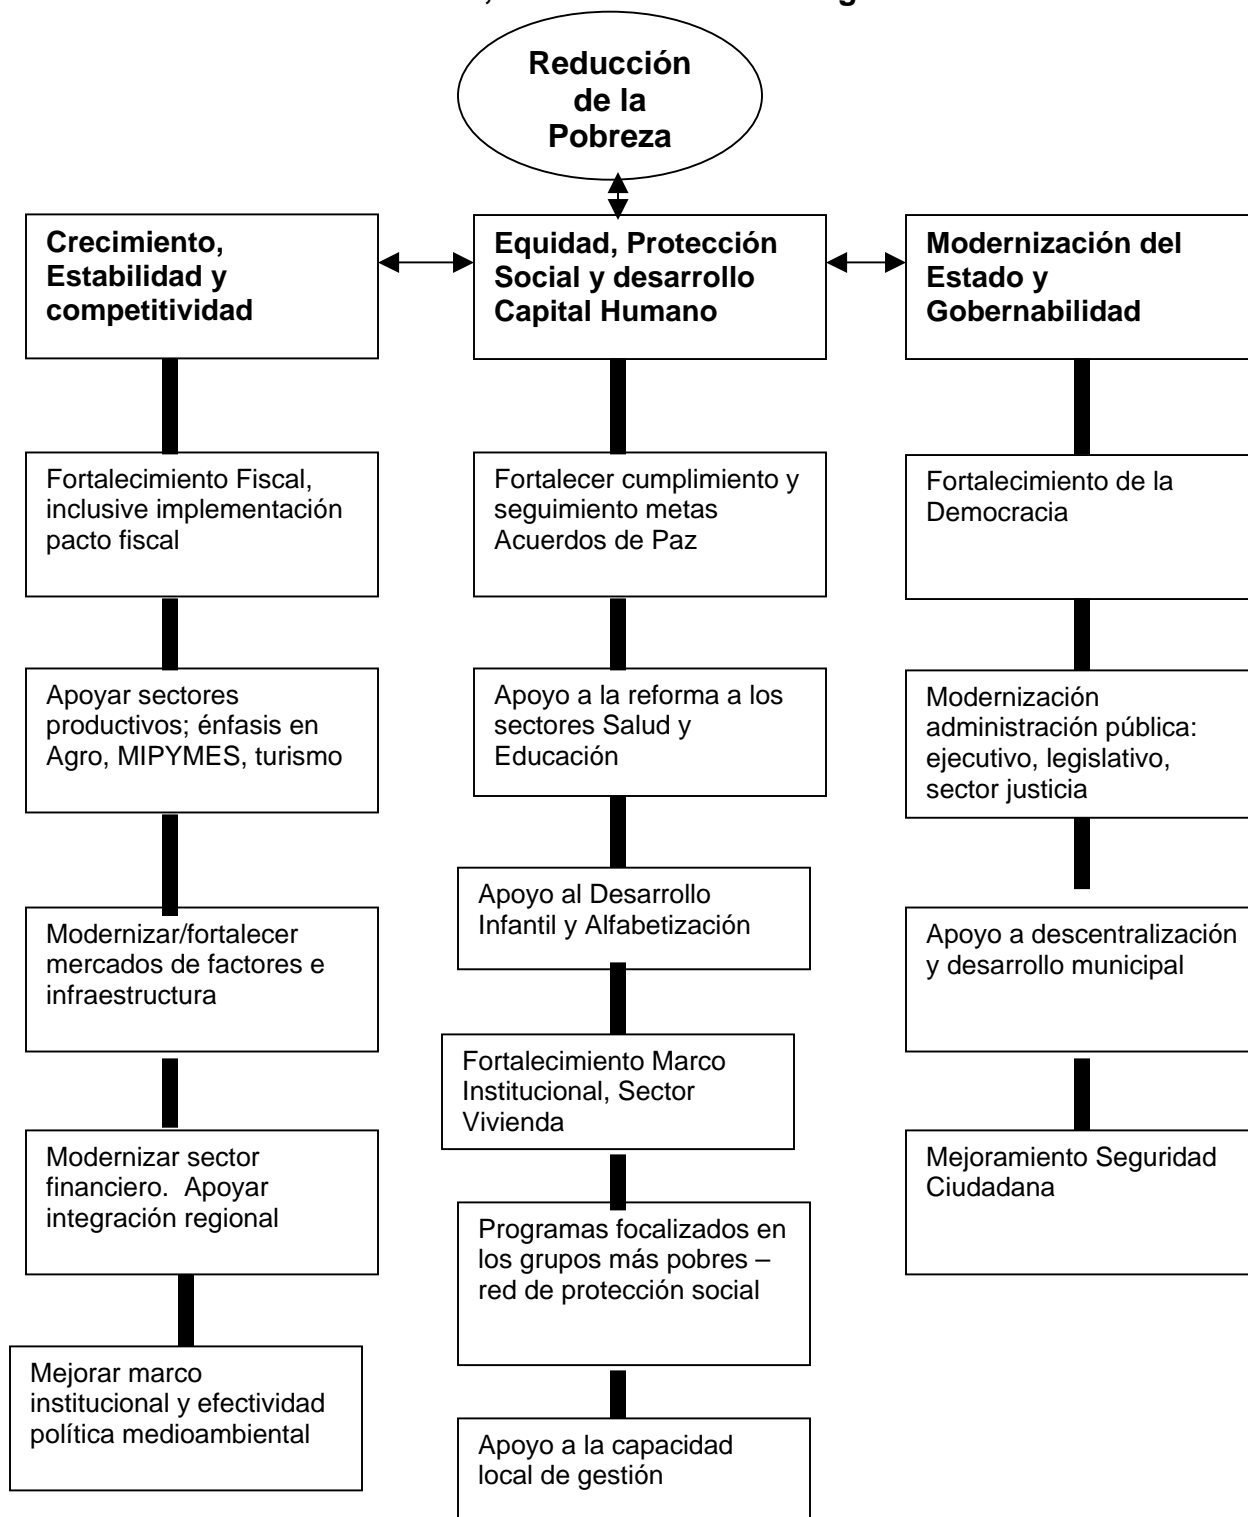 Reducción
de la
Pobreza
Crecimiento,
Estabilidad y
competitividad
Equidad, Protección
Social y desarrollo
Capital Humano
Modernización del
Estado y
Gobernabilidad
Fortalecimiento Fiscal,
inclusive implementación
pacto fiscal
Apoyar sectores
productivos; énfasis en
Agro, MIPYMES, turismo
Modernizar/fortalecer
mercados de factores e
infraestructura
Modernizar sector
financiero.  Apoyar
integración regional
Mejorar marco
institucional y efectividad
política medioambiental
Fortalecer cumplimiento y
seguimiento metas
Acuerdos de Paz
Apoyo a la reforma a los
sectores Salud y
Educación
Apoyo al Desarrollo
Infantil y Alfabetización
Fortalecimiento Marco
Institucional, Sector
Vivienda
Programas focalizados en
los grupos más pobres –
red de protección social
Apoyo a la capacidad
local de gestión
Fortalecimiento de la
Democracia
Modernización
administración pública:
ejecutivo, legislativo,
sector justicia
Apoyo a descentralización
y desarrollo municipal
Mejoramiento Seguridad
Ciudadana